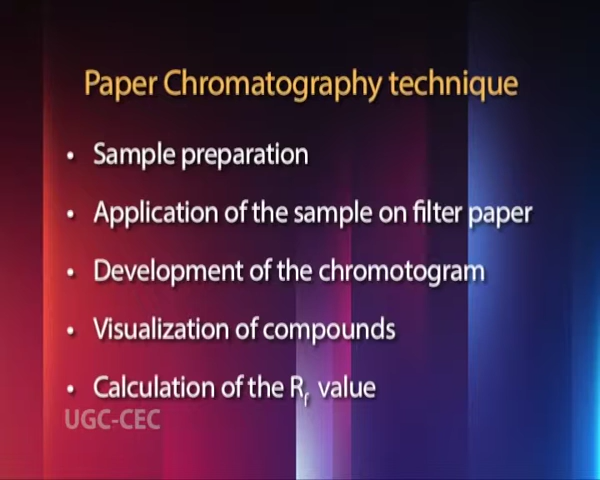 Paper Chromatography technique
• Sample preparation
• Application of the sample on filter paper
• Development of the chromotogram
• Visualization of compounds
• Calculation of the Rf value
UGC-CEC